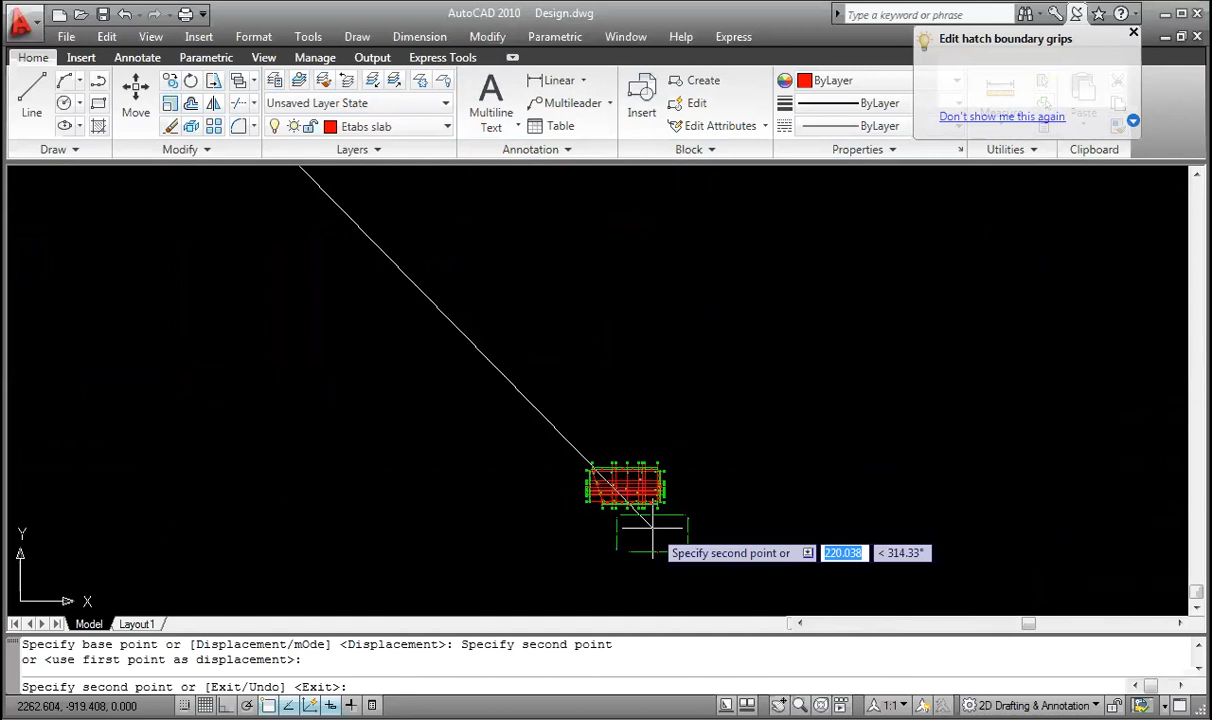 AutoCAD 2010 Design.dwg
Type a keyword or phrase
File Edit View Insert Format Tools Draw Dimension Modify Parametric Window Help Express
Edit hatch boundary grips
Don't show me this again
Home Insert Annotate Parametric View Manage Output Express Tools
Line
Move
Unsaved Layer State
Etabs slab
Multiline
Text
Linear
Multileader
Table
Insert
Create
Edit
Edit Attributes
ByLayer
ByLayer
ByLayer
Measure
Paste
Draw Modify Layers Annotation Block Properties Utilities Clipboard
Specify second point or 220.038 < 314.33°
Y
X
Model Layout1
Specify base point or [Displacement/mOde] <Displacement>: Specify second point
or <use first point as displacement>:
Specify second point or [Exit/Undo] <Exit>:
2262.604, -919.408, 0.000
1:1
2D Drafting & Annotation